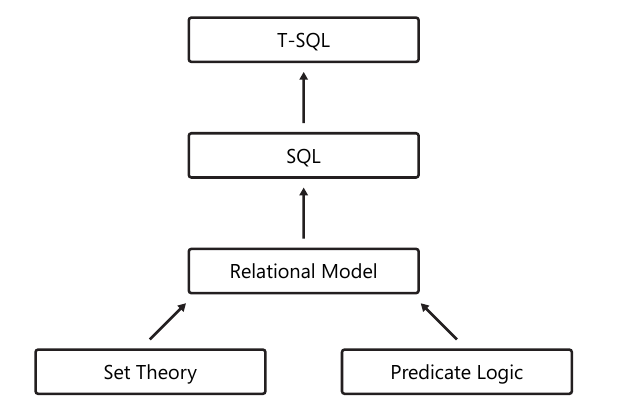 T-SQL
SQL
Relational Model
Set Theory
Predicate Logic